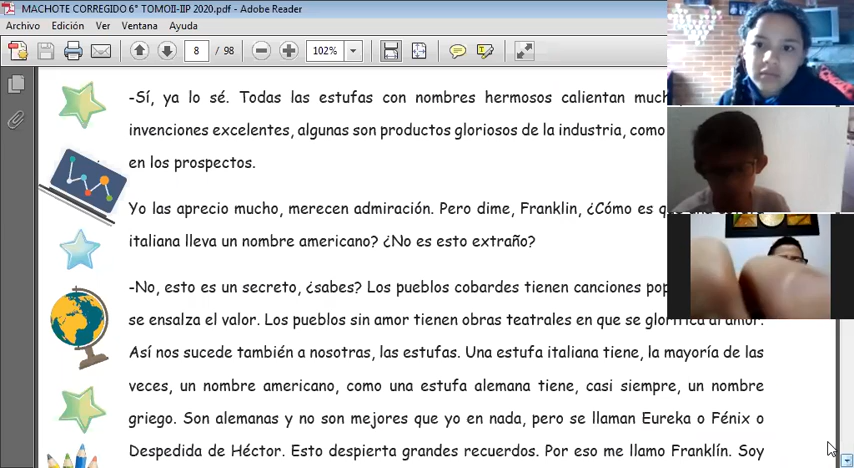 MACHOTE CORREGIDO 6° TOMOII-IIP 2020.pdf - Adobe Reader
Archivo Edición Ver Ventana Ayuda
8 / 98 102%
-Sí, ya lo sé. Todas las estufas con nombres hermosos calientan
invenciones excelentes, algunas son productos gloriosos de la industria, como
en los prospectos.
Yo las aprecio mucho, merecen admiración. Pero dime, Franklin, ¿Cómo es
italiana lleva un nombre americano? ¿No es esto extraño?
-No, esto es un secreto, ¿sabes? Los pueblos cobardes tienen canciones
se ensalza el valor. Los pueblos sin amor tienen obras teatrales en que se glorifica al amor.
Así nos sucede también a nosotras, las estufas. Una estufa italiana tiene, la mayoría de las
veces, un nombre americano, como una estufa alemana tiene, casi siempre, un nombre
griego. Son alemanas y no son mejores que yo en nada, pero se llaman Eureka o Fénix o
Despedida de Héctor. Esto despierta grandes recuerdos. Por eso me llamo Franklín. Soy